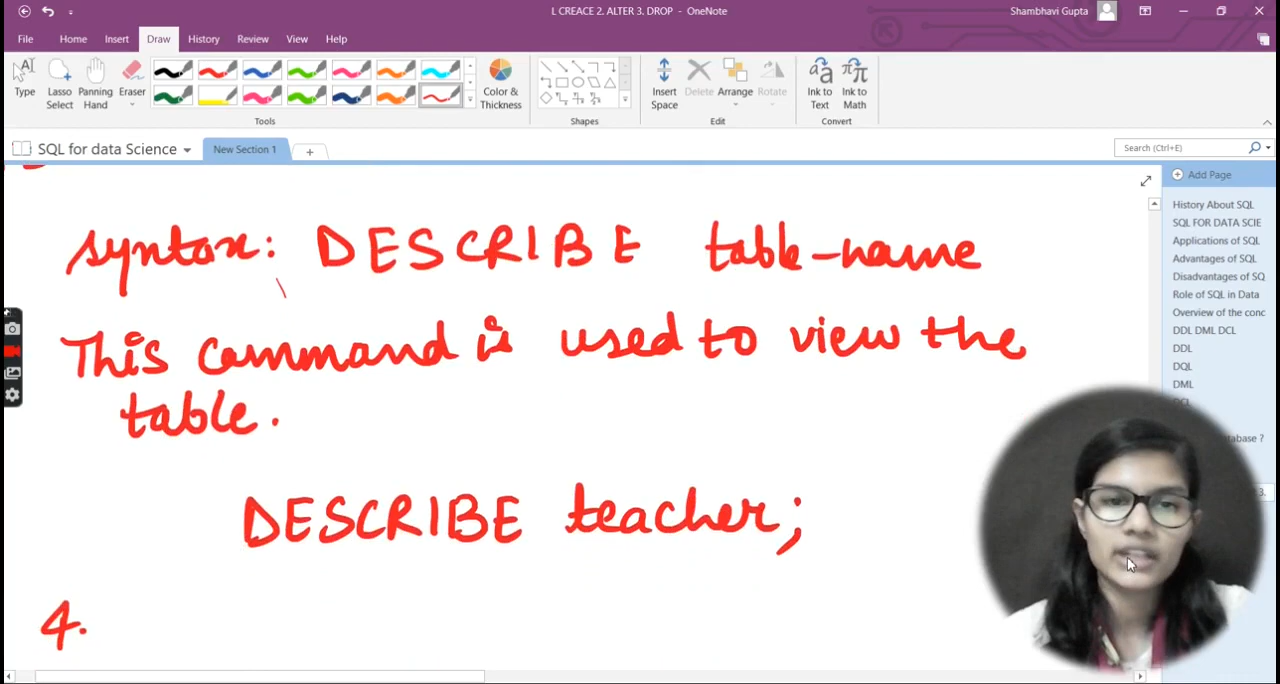 L CREACE 2. ALTER 3. DROP - OneNote
Shambhavi Gupta
File Home Insert Draw History Review View Help
Type
Lasso Select
Panning Hand
Eraser
Color & Thickness
Insert Space
Delete
Arrange
Rotate
Ink to Text
Ink to Math
Tools
Shapes
Edit
Convert
SQL for data Science
New Section 1
Search (Ctrl+E)
syntax: DESCRIBE table-name
This command is used to view the
table.
DESCRIBE teacher;
4.
Add Page
History About SQL
SQL FOR DATA SCIE
Applications of SQL
Advantages of SQL
Disadvantages of SQ
Role of SQL in Data
Overview of the conc
DDL DML DCL
DDL
DQL
DML
DCL
atabase ?
3.